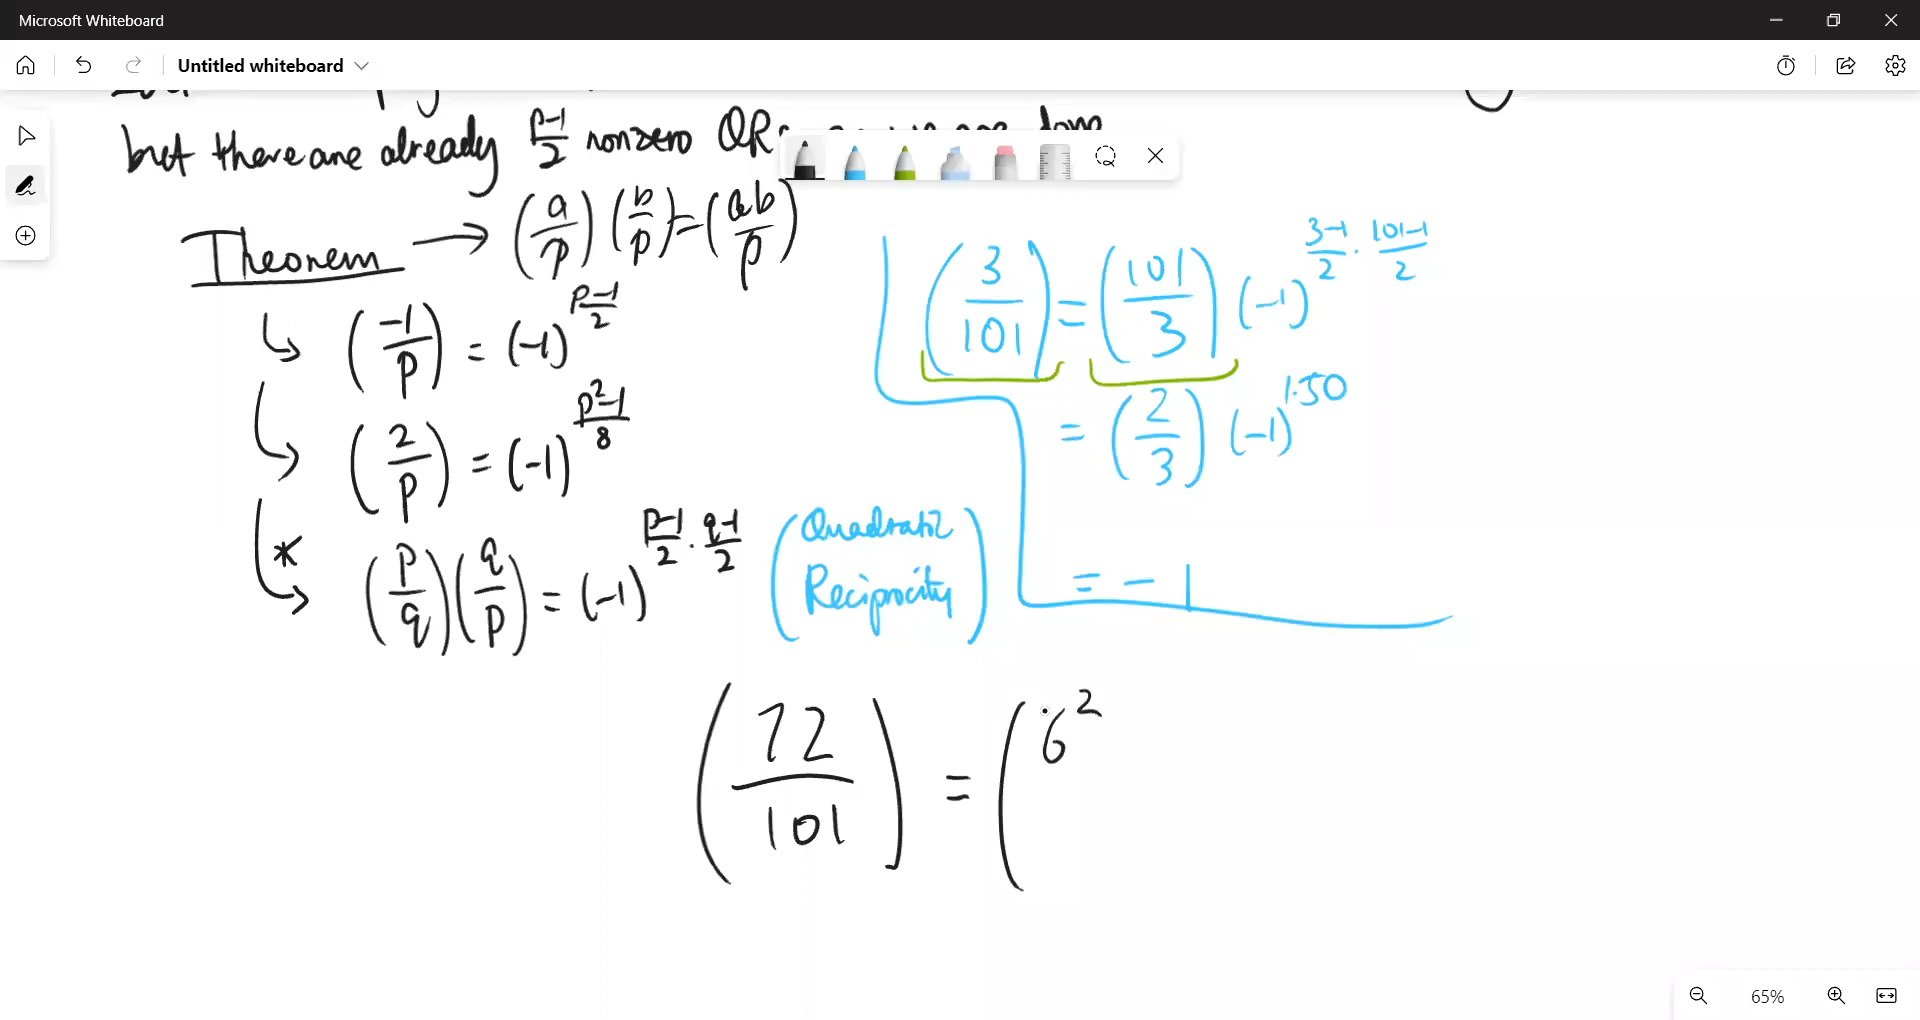 Microsoft Whiteboard
Untitled whiteboard
but there are already p-1/2 nonzero QRs
Theorem → (a/p) (b/p) = (ab/p)
(-1/p) = (-1)^(p-1/2)
(2/p) = (-1)^(p²-1/8)
* (p/q)(q/p) = (-1)^(p-1/2 · q-1/2)
(Quadratic
Reciprocity)
(3/101) = (101/3) (-1)^(3-1/2 · 101-1/2)
= (2/3) (-1)^1·50
= -1
(72/101) = (6²
65%